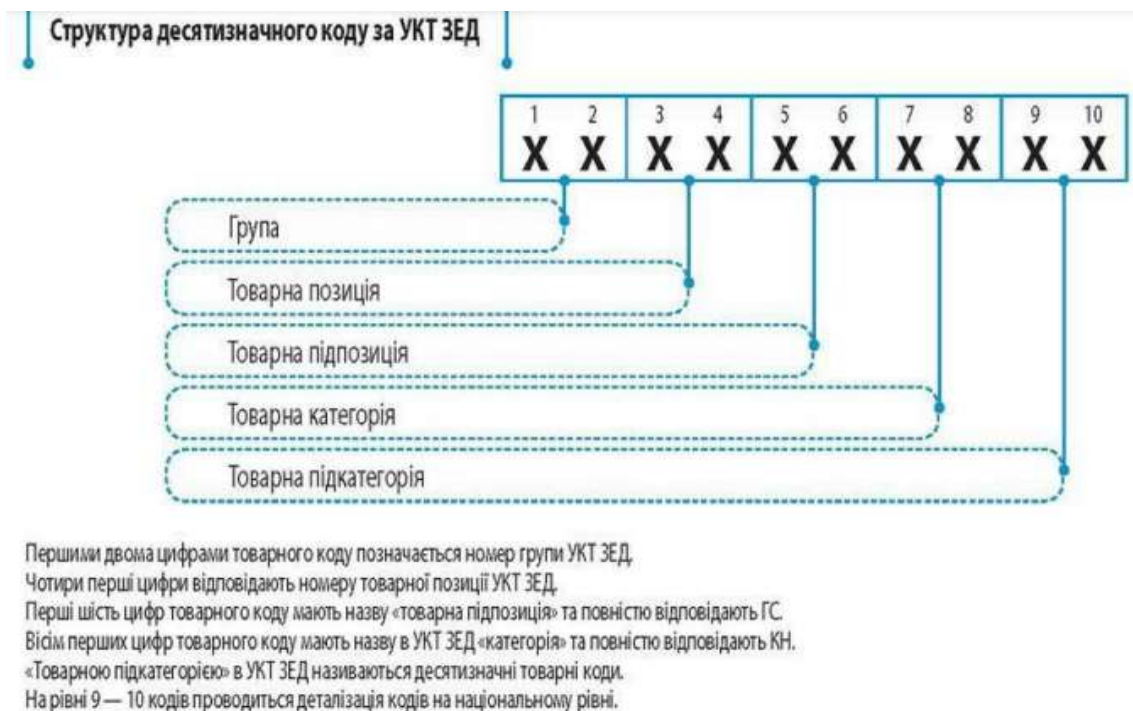 Структура десятизначного коду за УКТ ЗЕД
1 2 3 4 5 6 7 8 9 10
X X X X X X X X X X
Група
Товарна позиція
Товарна підпозиція
Товарна категорія
Товарна підкатегорія
Першими двома цифрами товарного коду позначається номер групи УКТ ЗЕД.
Чотири перші цифри відповідають номеру товарної позиції УКТ ЗЕД.
Перші шість цифр товарного коду мають назву «товарна підпозиція» та повністю відповідають ГС.
Вісім перших цифр товарного коду мають назву в УКТ ЗЕД «категорія» та повністю відповідають КН.
«Товарною підкатегорією» в УКТ ЗЕД називаються десятизначні товарні коди.
На рівні 9 — 10 кодів проводиться деталізація кодів на національному рівні.